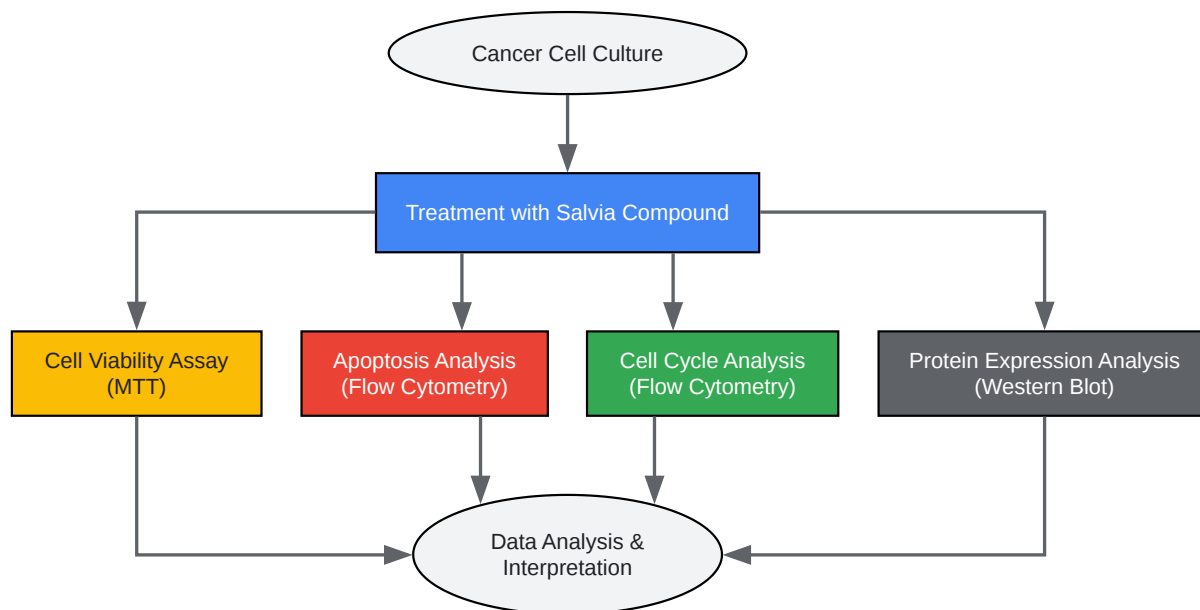 Cancer Cell Culture
Treatment with Salvia Compound
Cell Viability Assay
(MTT)
Apoptosis Analysis
(Flow Cytometry)
Cell Cycle Analysis
(Flow Cytometry)
Protein Expression Analysis
(Western Blot)
Data Analysis &
Interpretation